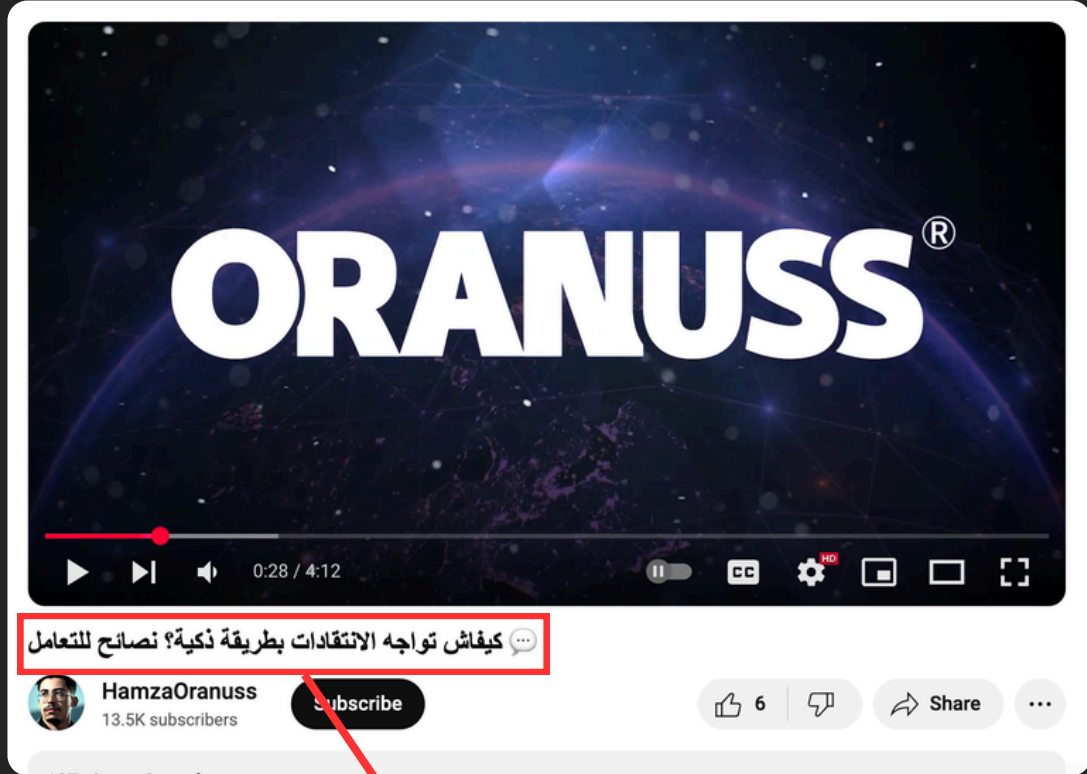 ORANUSS®
0:28 / 4:12
CC
HD
💬 كيفاش تواجه الانتقادات بطريقة ذكية؟ نصائح للتعامل
HamzaOranuss
13.5K subscribers
Subscribe
6
Share